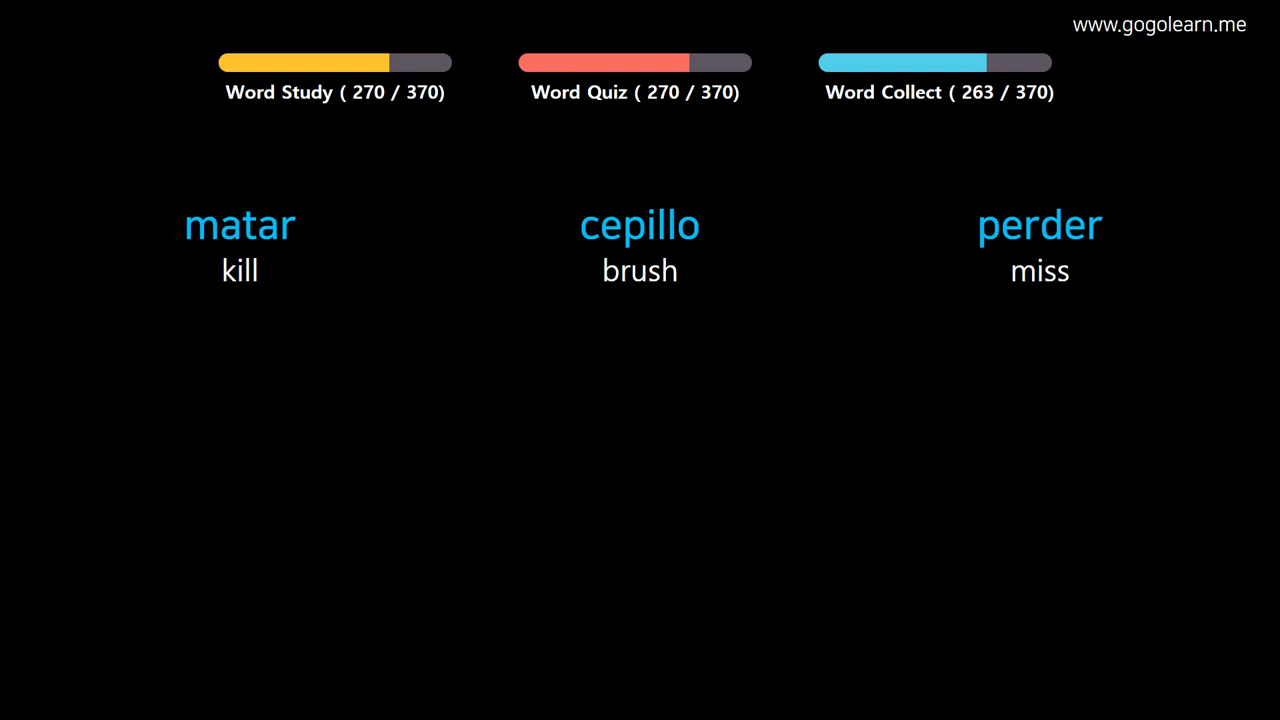 www.gogolearn.me
Word Study ( 270 / 370)
Word Quiz ( 270 / 370)
Word Collect ( 263 / 370)
matar
kill
cepillo
brush
perder
miss